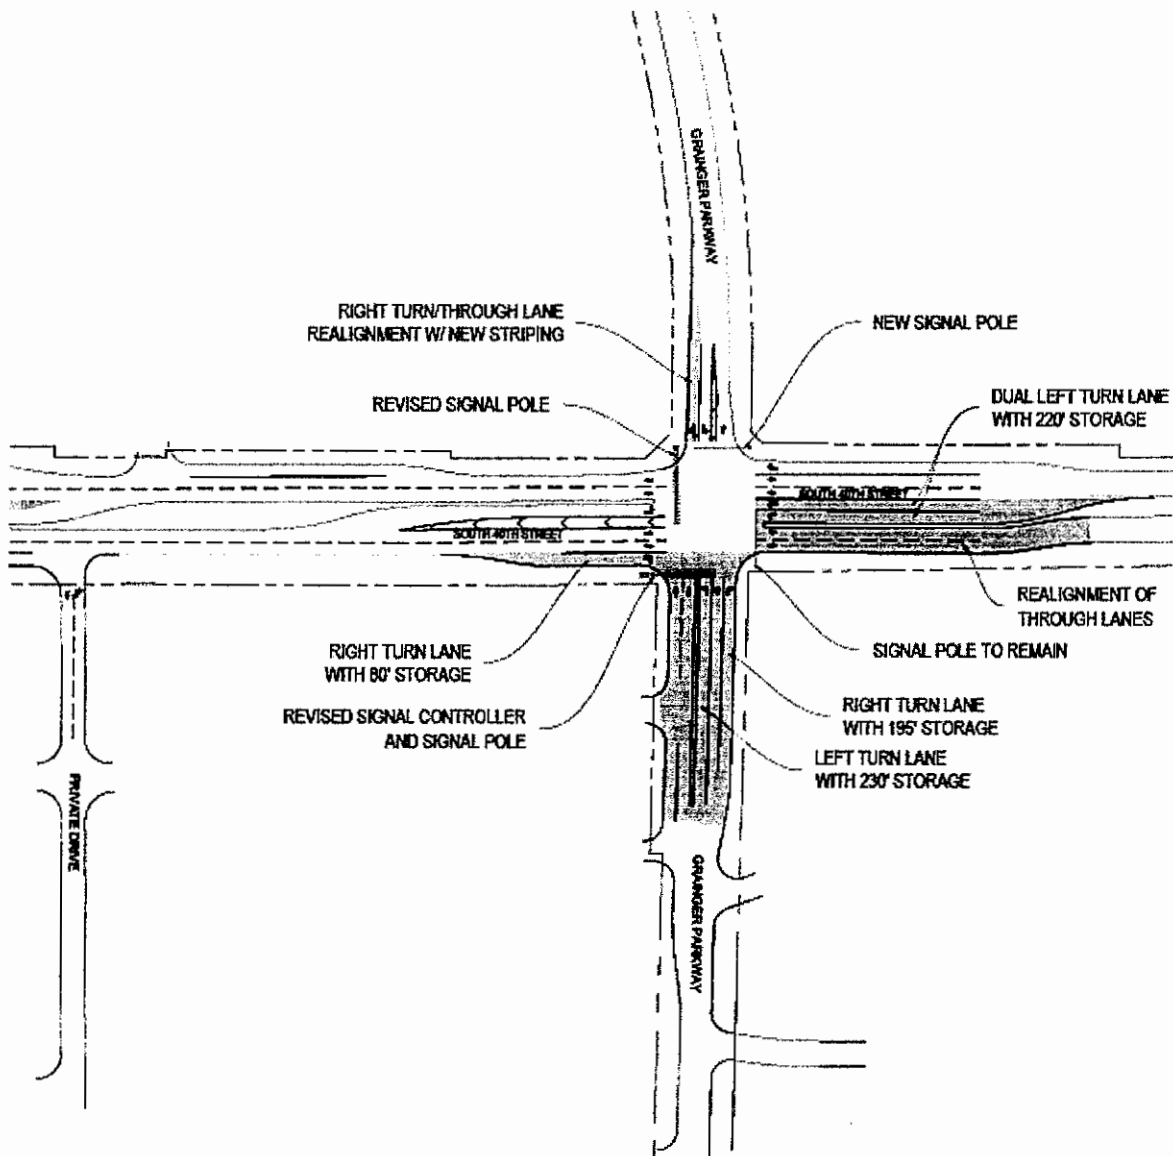 GRAINGER PARKWAY
RIGHT TURN/THROUGH LANE
REALIGNMENT W/ NEW STRIPING
NEW SIGNAL POLE
REVISED SIGNAL POLE
DUAL LEFT TURN LANE
WITH 220' STORAGE
SOUTH 40TH STREET
SOUTH 40TH STREET
REALIGNMENT OF
THROUGH LANES
RIGHT TURN LANE
WITH 80' STORAGE
SIGNAL POLE TO REMAIN
REVISED SIGNAL CONTROLLER
AND SIGNAL POLE
RIGHT TURN LANE
WITH 195' STORAGE
LEFT TURN LANE
WITH 230' STORAGE
PRIVATE DRIVE
GRAINGER PARKWAY